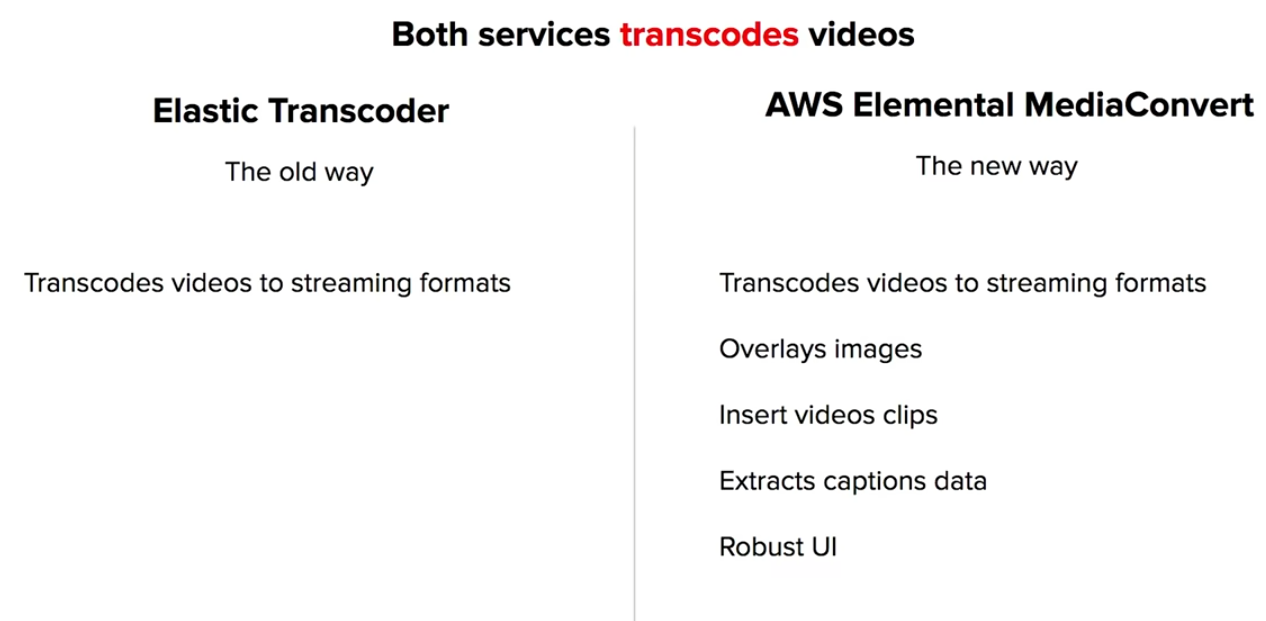 Both services transcodes videos
Elastic Transcoder
The old way
Transcodes videos to streaming formats
AWS Elemental MediaConvert
The new way
Transcodes videos to streaming formats
Overlays images
Insert videos clips
Extracts captions data
Robust UI